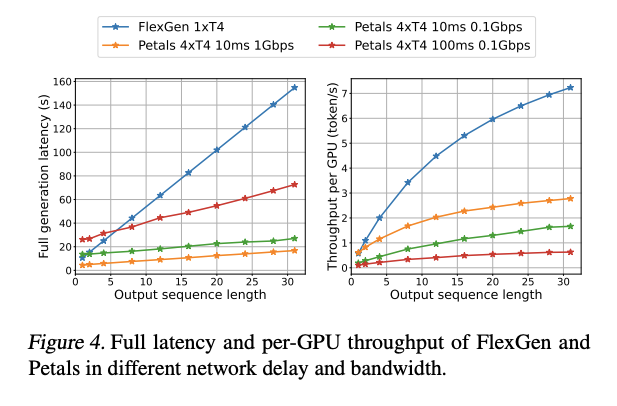 FlexGen 1xT4
Petals 4xT4 10ms 1Gbps
Petals 4xT4 10ms 0.1Gbps
Petals 4xT4 100ms 0.1Gbps
Full generation latency (s)
160
140
120
100
80
60
40
20
0
0 5 10 15 20 25 30
Output sequence length
Throughput per GPU (token/s)
7
6
5
4
3
2
1
0
0 5 10 15 20 25 30
Output sequence length
Figure 4. Full latency and per-GPU throughput of FlexGen and
Petals in different network delay and bandwidth.